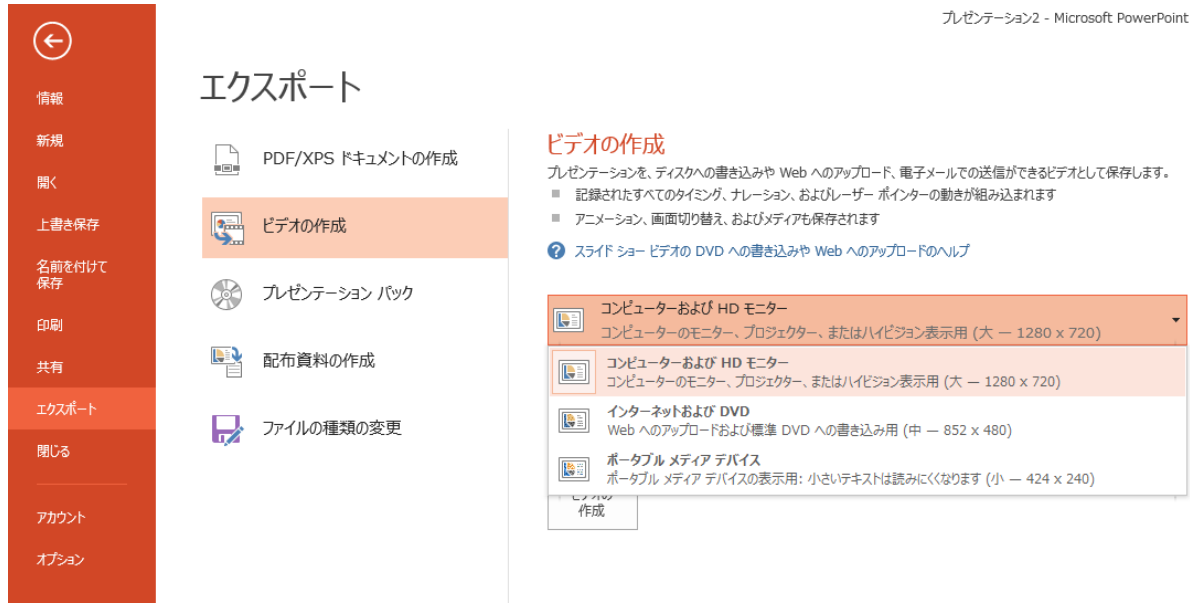 プレゼンテーション2 - Microsoft PowerPoint
情報
新規
開く
上書き保存
名前を付けて
保存
印刷
共有
エクスポート
閉じる
アカウント
オプション
エクスポート
PDF/XPS ドキュメントの作成
ビデオの作成
プレゼンテーション パック
配布資料の作成
ファイルの種類の変更
ビデオの作成
プレゼンテーションを、ディスクへの書き込みや Web へのアップロード、電子メールでの送信ができるビデオとして保存します。
記録されたすべてのタイミング、ナレーション、およびレーザー ポインターの動きが組み込まれます
アニメーション、画面切り替え、およびメディアも保存されます
? スライド ショー ビデオの DVD への書き込みや Web へのアップロードのヘルプ
コンピューターおよび HD モニター
コンピューターのモニター、プロジェクター、またはハイビジョン表示用 (大 — 1280 x 720)
コンピューターおよび HD モニター
コンピューターのモニター、プロジェクター、またはハイビジョン表示用 (大 — 1280 x 720)
インターネットおよび DVD
Web へのアップロードおよび標準 DVD への書き込み用 (中 — 852 x 480)
ポータブル メディア デバイス
ポータブル メディア デバイスの表示用: 小さいテキストは読みにくくなります (小 — 424 x 240)
ビデオの
作成